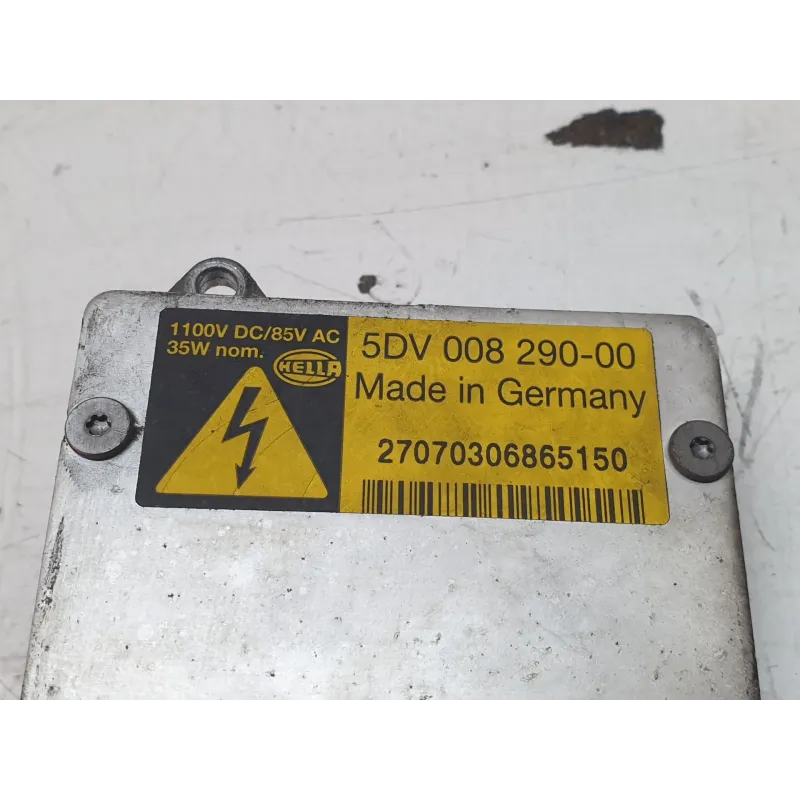 1100V DC/85V AC
35W nom.
HELLA
5DV 008 290-00
Made in Germany
27070306865150